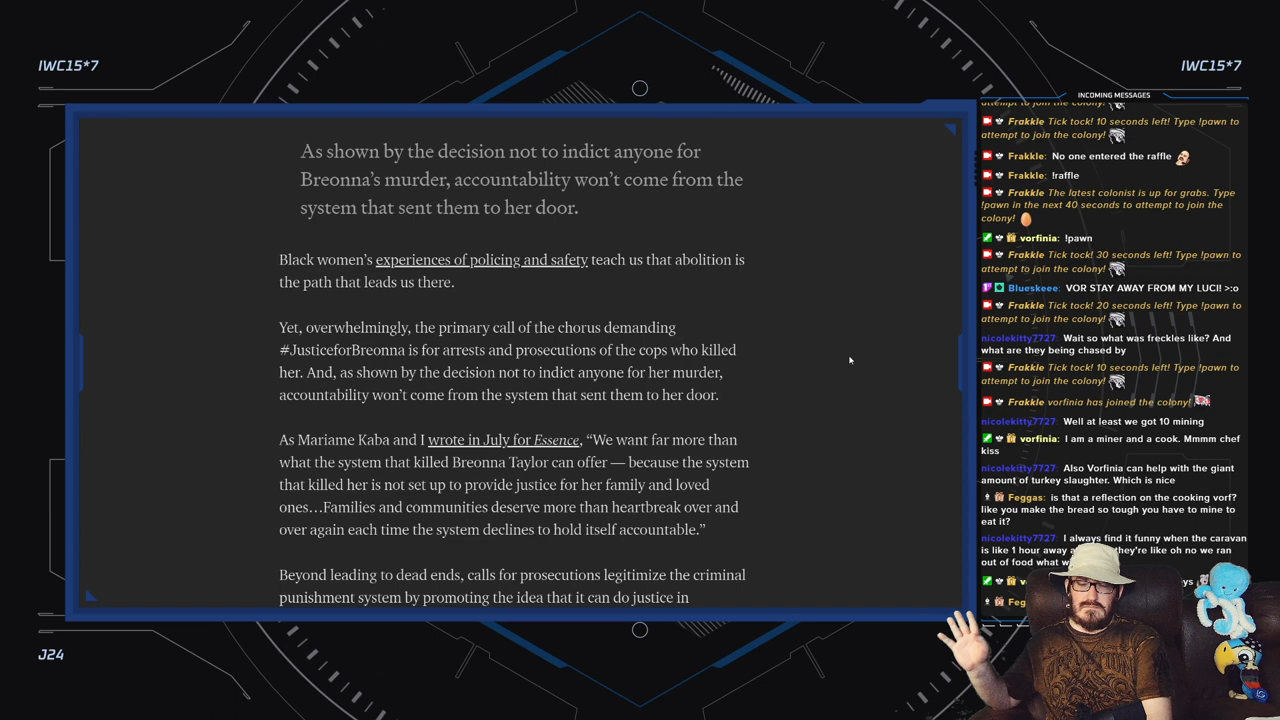 IWC15*7
IWC15*7
As shown by the decision not to indict anyone for
Breonna’s murder, accountability won’t come from the
system that sent them to her door.
Black women’s experiences of policing and safety teach us that abolition is
the path that leads us there.
Yet, overwhelmingly, the primary call of the chorus demanding
#JusticeforBreonna is for arrests and prosecutions of the cops who killed
her. And, as shown by the decision not to indict anyone for her murder,
accountability won’t come from the system that sent them to her door.
As Mariame Kaba and I wrote in July for Essence, “We want far more than
what the system that killed Breonna Taylor can offer — because the system
that killed her is not set up to provide justice for her family and loved
ones…Families and communities deserve more than heartbreak over and
over again each time the system declines to hold itself accountable.”
Beyond leading to dead ends, calls for prosecutions legitimize the criminal
punishment system by promoting the idea that it can do justice in
J24
INCOMING MESSAGES
attempt to join the colony!
Frakkle Tick tock! 10 seconds left! Type !pawn to
attempt to join the colony!
Frakkle: No one entered the raffle
Frakkle: !raffle
Frakkle The latest colonist is up for grabs. Type
!pawn in the next 40 seconds to attempt to join the
colony!
vorfinia: !pawn
Frakkle Tick tock! 30 seconds left! Type !pawn to
attempt to join the colony!
Blueskeee: VOR STAY AWAY FROM MY LUCI! >:o
Frakkle Tick tock! 20 seconds left! Type !pawn to
attempt to join the colony!
nicolekitty7727: Wait so what was freckles like? And
what are they being chased by
Frakkle Tick tock! 10 seconds left! Type !pawn to
attempt to join the colony!
Frakkle vorfinia has joined the colony!
nicolekitty7727: Well at least we got 10 mining
vorfinia: I am a miner and a cook. Mmmm chef
kiss
nicolekitty7727: Also Vorfinia can help with the giant
amount of turkey slaughter. Which is nice
Feggas: is that a reflection on the cooking vorf?
like you make the bread so tough you have to mine to
eat it?
nicolekitty7727: I always find it funny when the caravan
is like 1 hour away they're like oh no we ran
out of food what
Feg